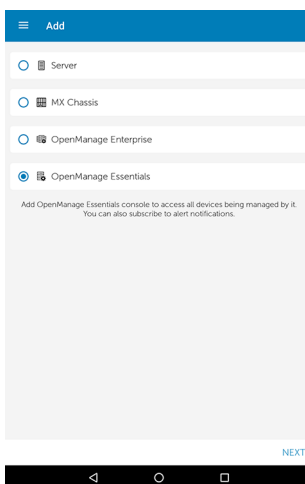 Add
Server
MX Chassis
OpenManage Enterprise
OpenManage Essentials
Add OpenManage Essentials console to access all devices being managed by it.
You can also subscribe to alert notifications.
NEXT